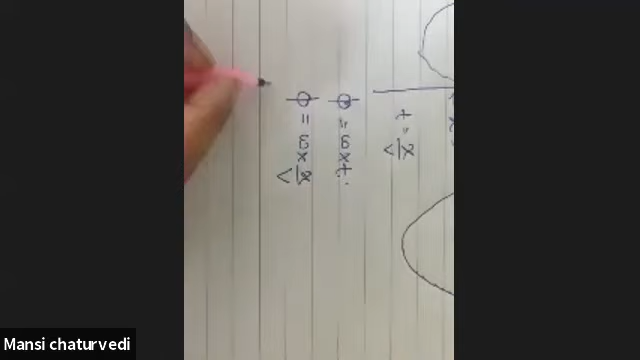 t = x/v
ϕ = ω x t.
ϕ = ω x x/v
Mansi chaturvedi